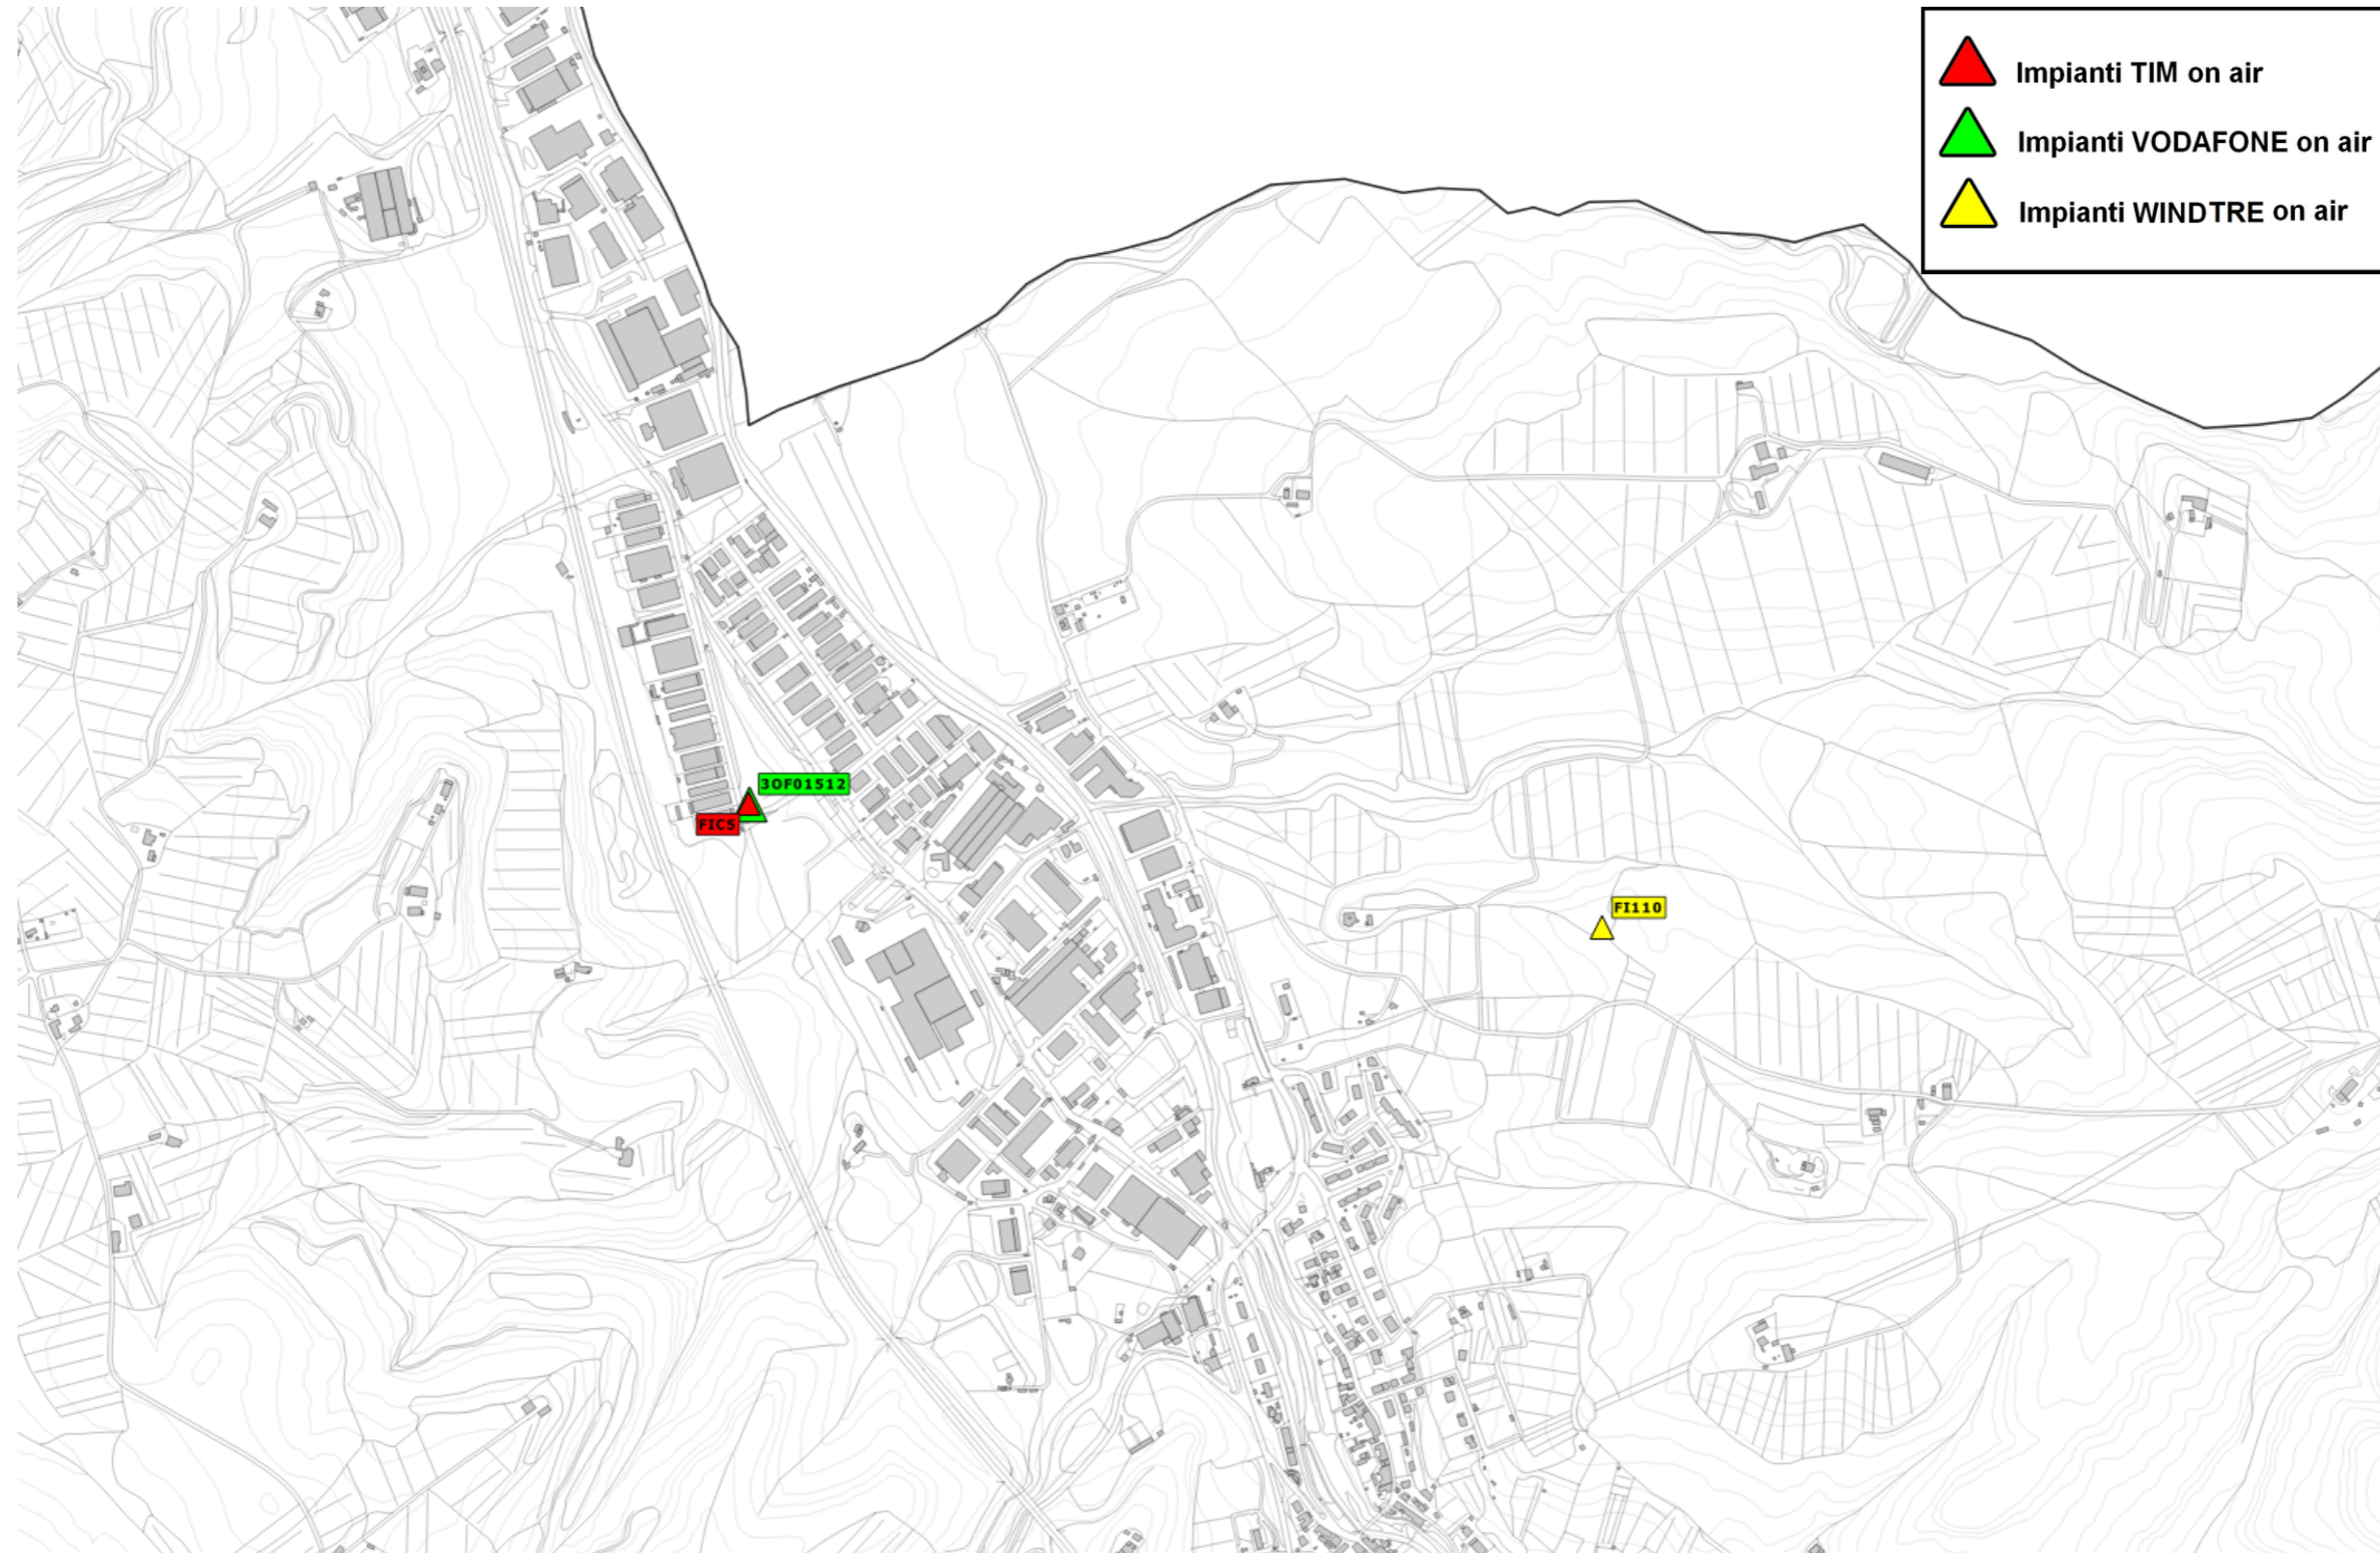 Impianti TIM on air
Impianti VODAFONE on air
Impianti WINDTRE on air
3OF01512
FIC5
FI110